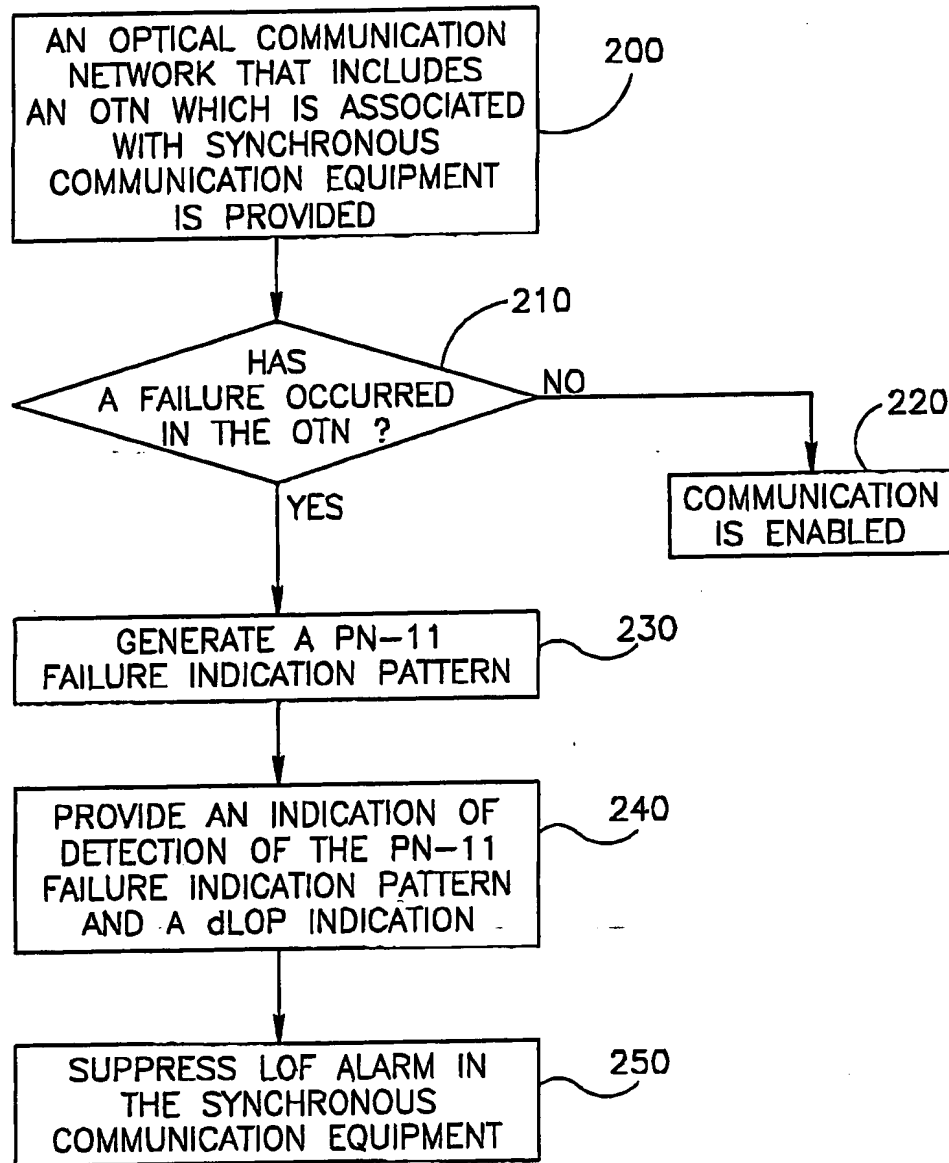 AN OPTICAL COMMUNICATION
NETWORK THAT INCLUDES
AN OTN WHICH IS ASSOCIATED
WITH SYNCHRONOUS
COMMUNICATION EQUIPMENT
IS PROVIDED
200
210
HAS
A FAILURE OCCURRED
IN THE OTN ?
NO
220
COMMUNICATION
IS ENABLED
YES
GENERATE A PN-11
FAILURE INDICATION PATTERN
230
PROVIDE AN INDICATION OF
DETECTION OF THE PN-11
FAILURE INDICATION PATTERN
AND A dLOP INDICATION
240
SUPPRESS LOF ALARM IN
THE SYNCHRONOUS
COMMUNICATION EQUIPMENT
250